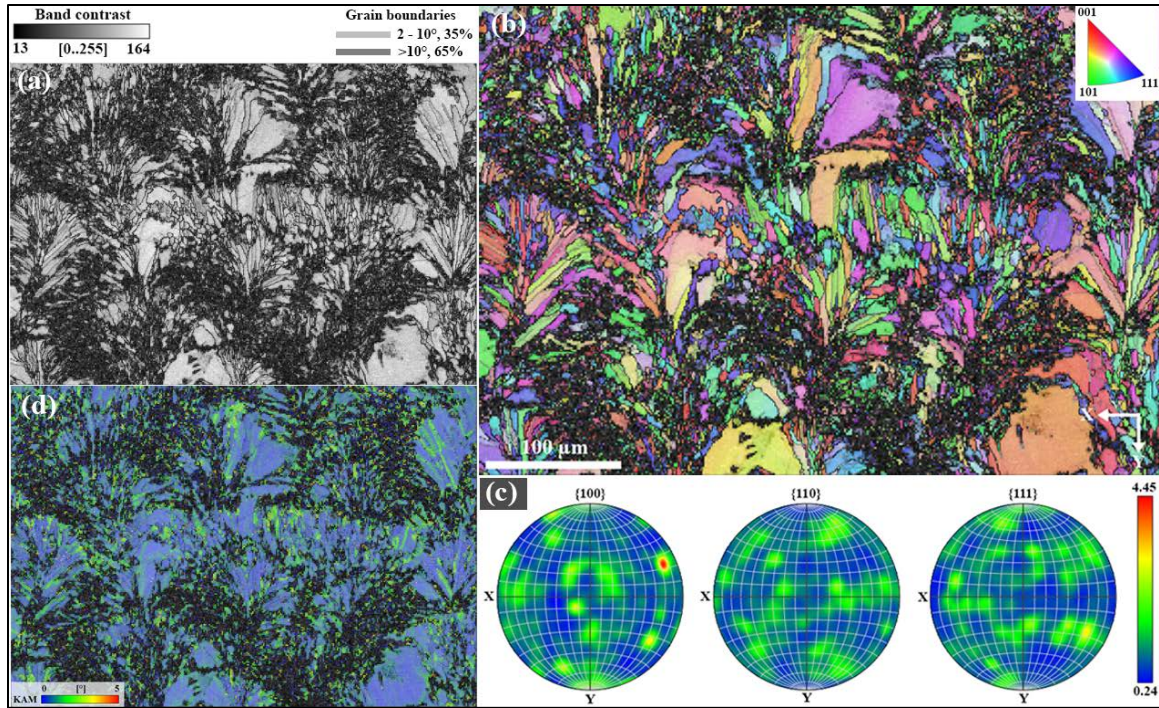 Band contrast
13 [0..255] 164
Grain boundaries
2 - 10°, 35%
>10°, 65%
(a)
(b)
001
101
111
100 µm
Y
(d)
0 [°] 5
KAM
(c)
{100}
{110}
{111}
X
Y
X
Y
X
Y
4.45
0.24